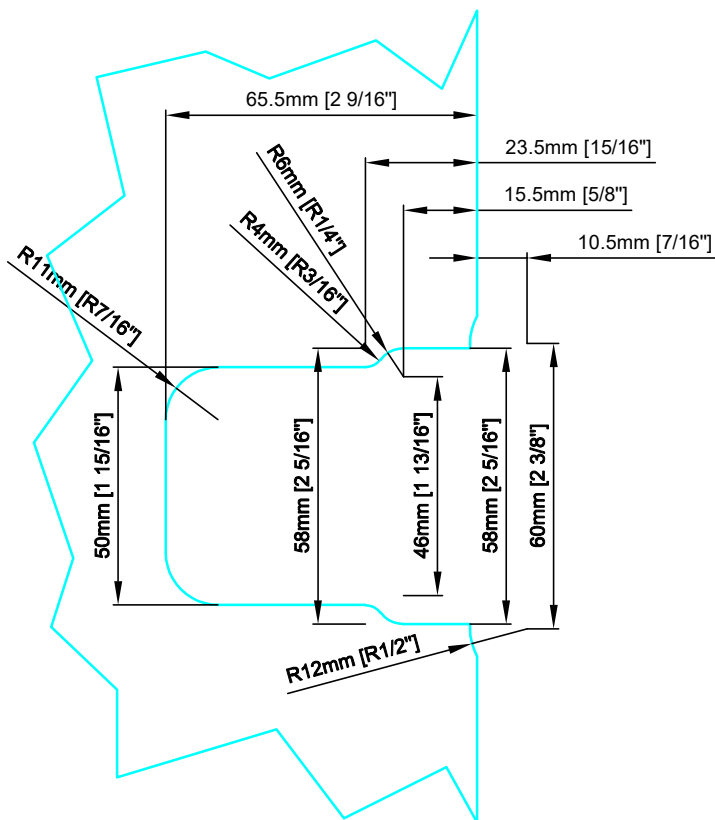 65.5mm [2 9/16"]
23.5mm [15/16"]
R6mm [R1/4"]
15.5mm [5/8"]
R4mm [R3/16"]
10.5mm [7/16"]
R11mm [R7/16"]
50mm [1 15/16"]
58mm [2 5/16"]
46mm [1 13/16"]
58mm [2 5/16"]
60mm [2 3/8"]
R12mm [R1/2"]